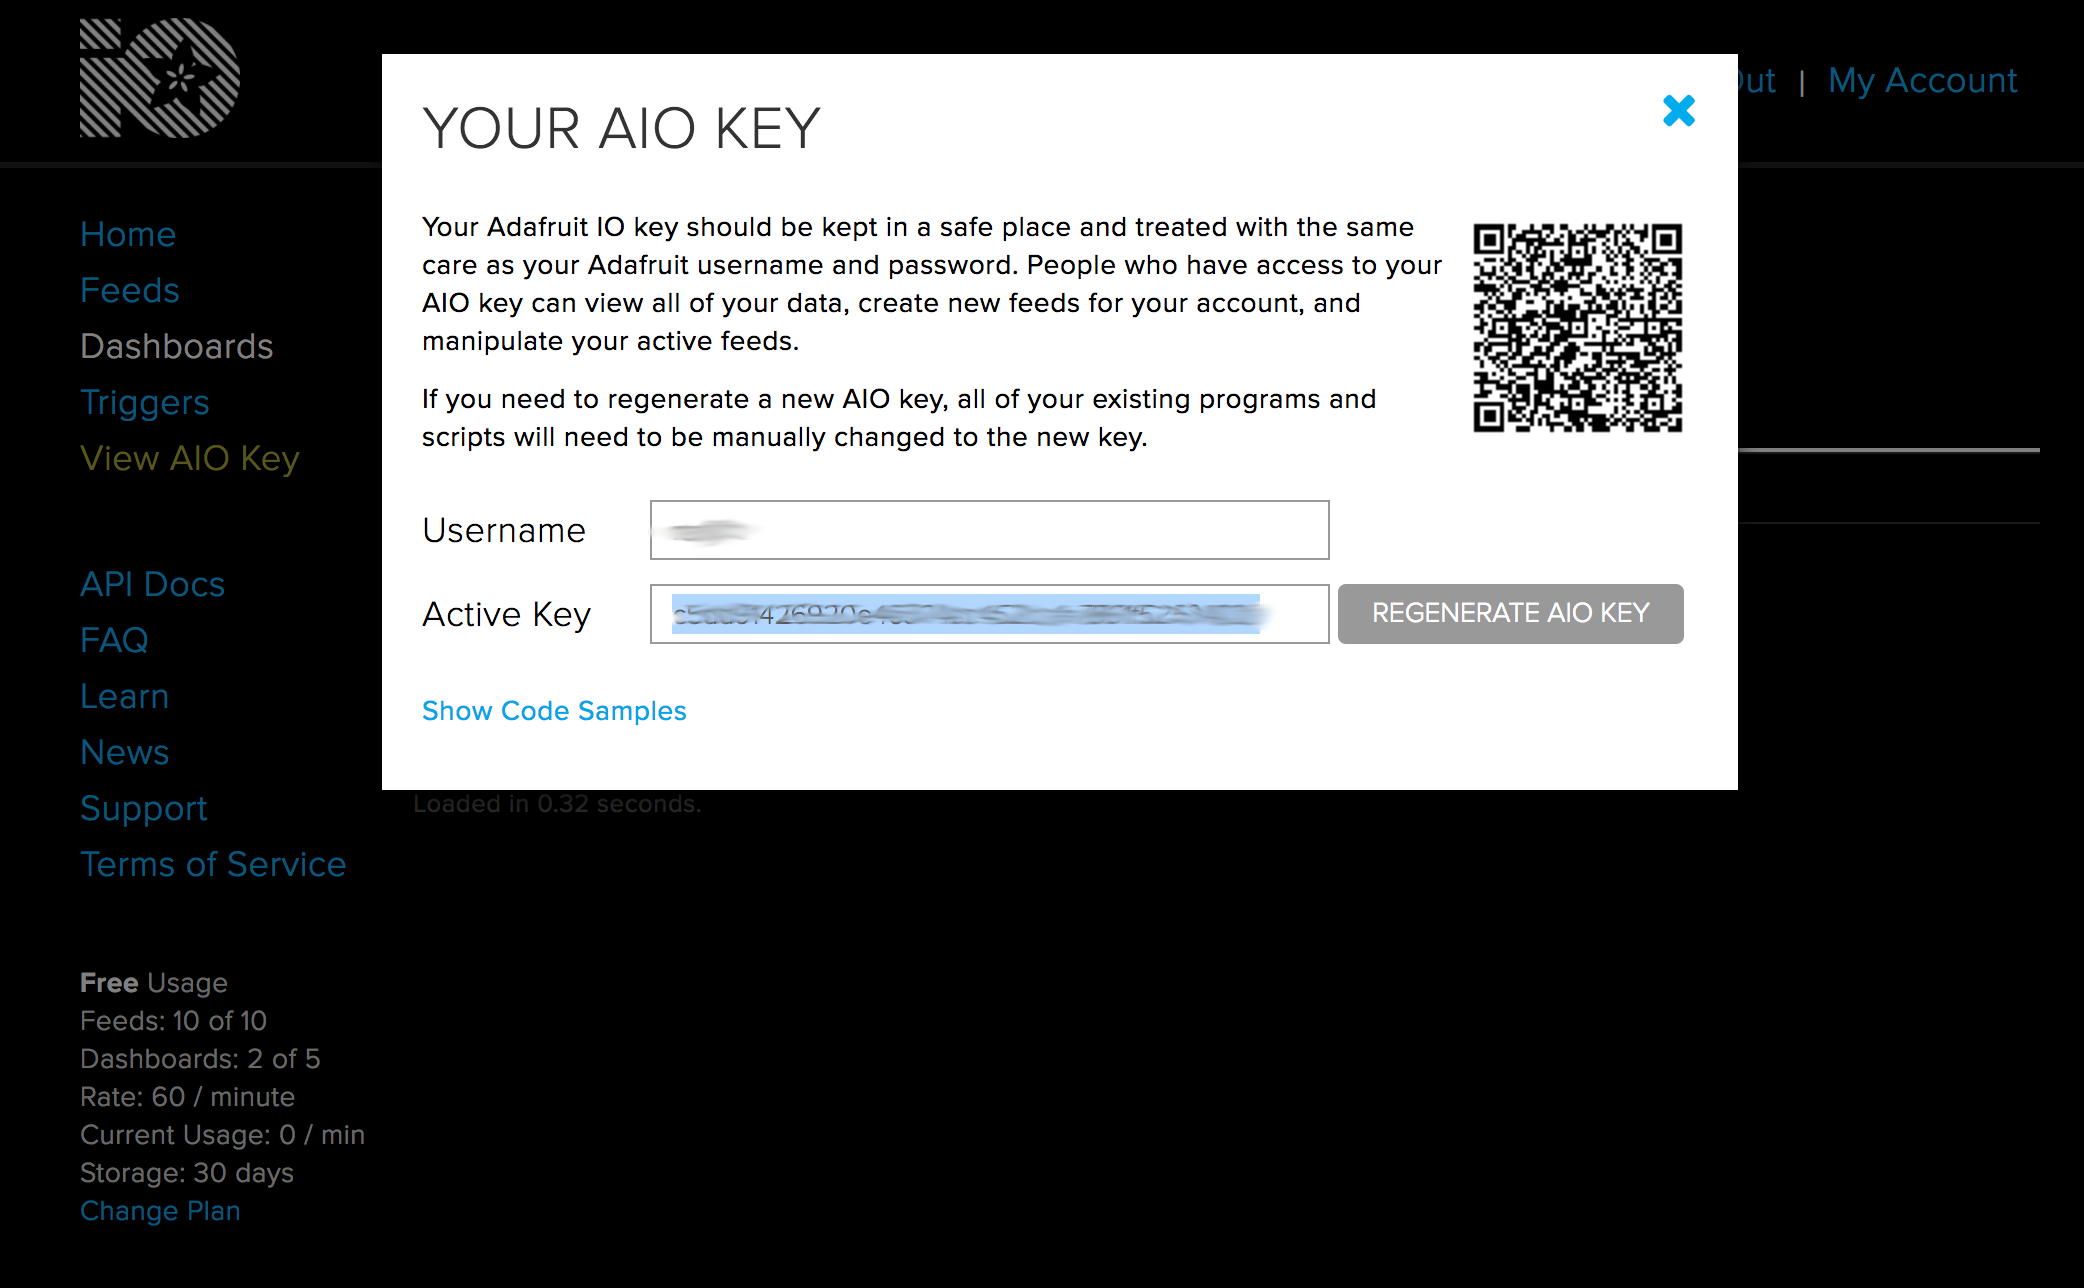 iO
Out | My Account
YOUR AIO KEY
Home
Feeds
Dashboards
Triggers
View AIO Key
API Docs
FAQ
Learn
News
Support
Terms of Service
Free Usage
Feeds: 10 of 10
Dashboards: 2 of 5
Rate: 60 / minute
Current Usage: 0 / min
Storage: 30 days
Change Plan
Your Adafruit IO key should be kept in a safe place and treated with the same
care as your Adafruit username and password. People who have access to your
AIO key can view all of your data, create new feeds for your account, and
manipulate your active feeds.
If you need to regenerate a new AIO key, all of your existing programs and
scripts will need to be manually changed to the new key.
Username
Active Key
REGENERATE AIO KEY
Show Code Samples
Loaded in 0.32 seconds.